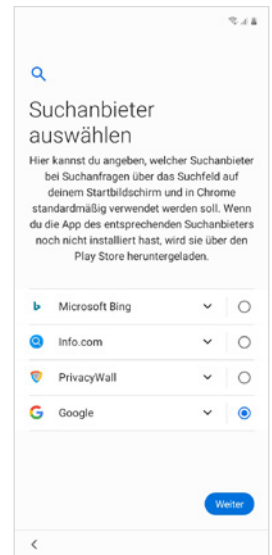 Suchanbieter
auswählen
Hier kannst du angeben, welcher Suchanbieter
bei Suchanfragen über das Suchfeld auf
deinem Startbildschirm und in Chrome
standardmäßig verwendet werden soll. Wenn
du die App des entsprechenden Suchanbieters
noch nicht installiert hast, wird sie über den
Play Store heruntergeladen.
Microsoft Bing
Info.com
PrivacyWall
Google
Weiter